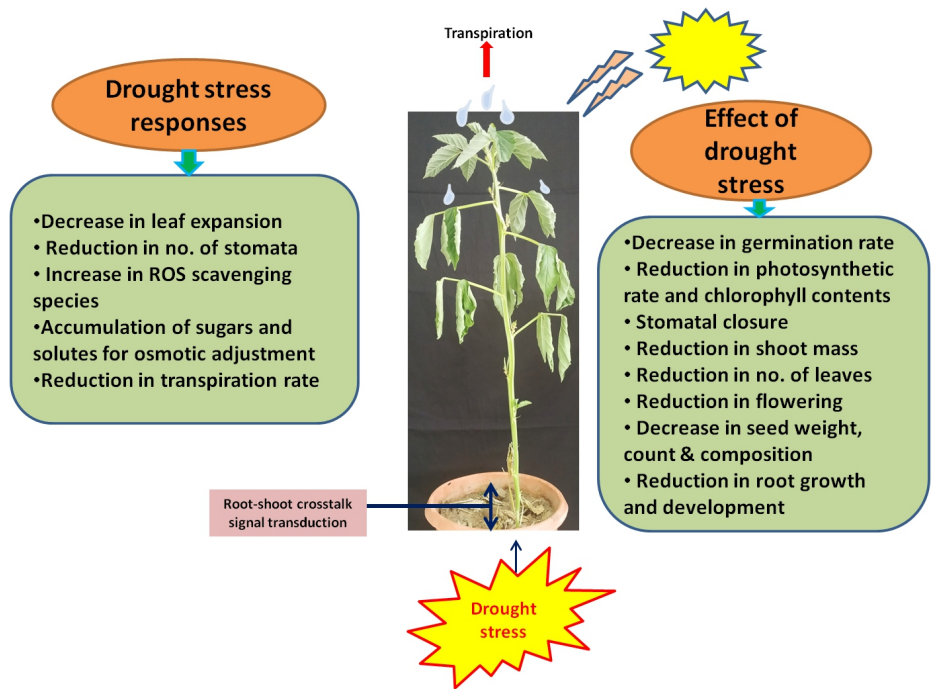 Transpiration
Drought stress
responses
•Decrease in leaf expansion
• Reduction in no. of stomata
• Increase in ROS scavenging
species
•Accumulation of sugars and
solutes for osmotic adjustment
•Reduction in transpiration rate
Effect of
drought
stress
•Decrease in germination rate
• Reduction in photosynthetic
rate and chlorophyll contents
• Stomatal closure
• Reduction in shoot mass
• Reduction in no. of leaves
• Reduction in flowering
• Decrease in seed weight,
count & composition
• Reduction in root growth
and development
Root-shoot crosstalk
signal transduction
Drought
stress